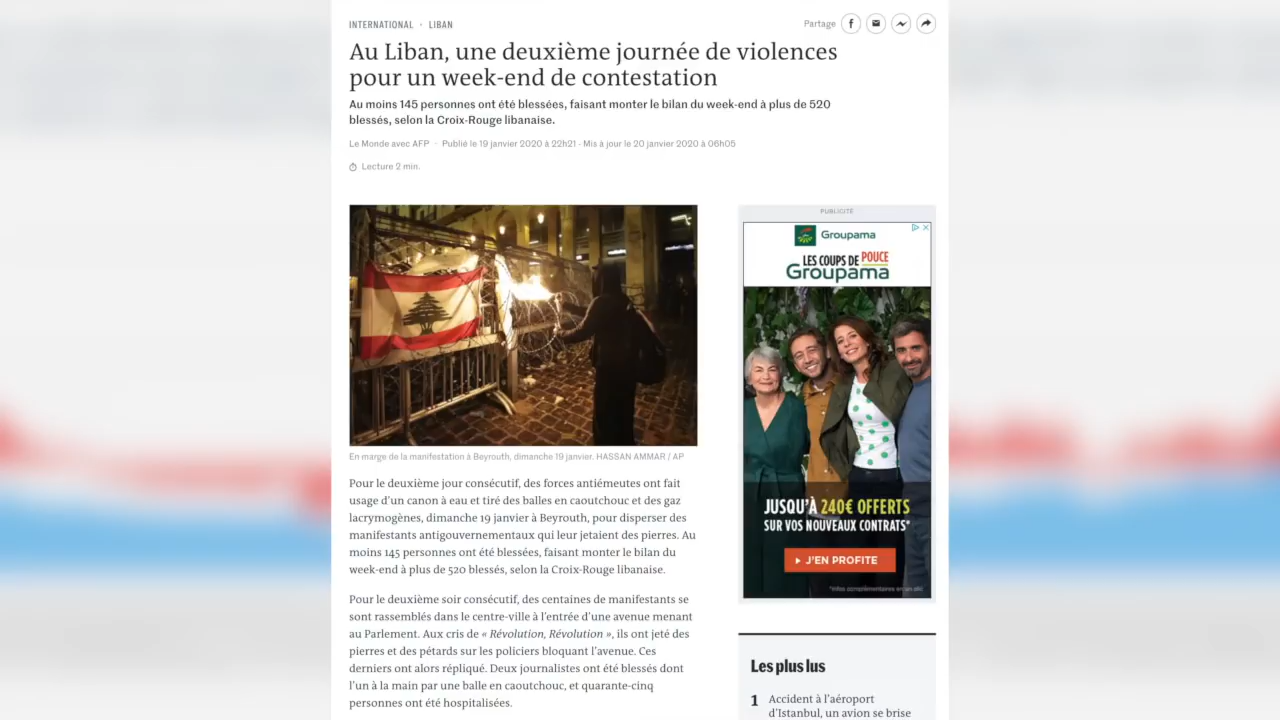 INTERNATIONAL · LIBAN
Partage
Au Liban, une deuxième journée de violences
pour un week-end de contestation
Au moins 145 personnes ont été blessées, faisant monter le bilan du week-end à plus de 520
blessés, selon la Croix-Rouge libanaise.
Le Monde avec AFP · Publié le 19 janvier 2020 à 22h21 - Mis à jour le 20 janvier 2020 à 06h05
Lecture 2 min.
En marge de la manifestation à Beyrouth, dimanche 19 janvier. HASSAN AMMAR / AP
Pour le deuxième jour consécutif, des forces antiémeutes ont fait
usage d'un canon à eau et tiré des balles en caoutchouc et des gaz
lacrymogènes, dimanche 19 janvier à Beyrouth, pour disperser des
manifestants antigouvernementaux qui leur jetaient des pierres. Au
moins 145 personnes ont été blessées, faisant monter le bilan du
week-end à plus de 520 blessés, selon la Croix-Rouge libanaise.
Pour le deuxième soir consécutif, des centaines de manifestants se
sont rassemblés dans le centre-ville à l'entrée d'une avenue menant
au Parlement. Aux cris de « Révolution, Révolution », ils ont jeté des
pierres et des pétards sur les policiers bloquant l'avenue. Ces
derniers ont alors répliqué. Deux journalistes ont été blessés dont
l'un à la main par une balle en caoutchouc, et quarante-cinq
personnes ont été hospitalisées.
PUBLICITÉ
Groupama
LES COUPS DE POUCE
Groupama
JUSQU'À 240€ OFFERTS
SUR VOS NOUVEAUX CONTRATS*
J'EN PROFITE
*Infos complémentaires en un clic
Les plus lus
1 Accident à l'aéroport
d'Istanbul, un avion se brise